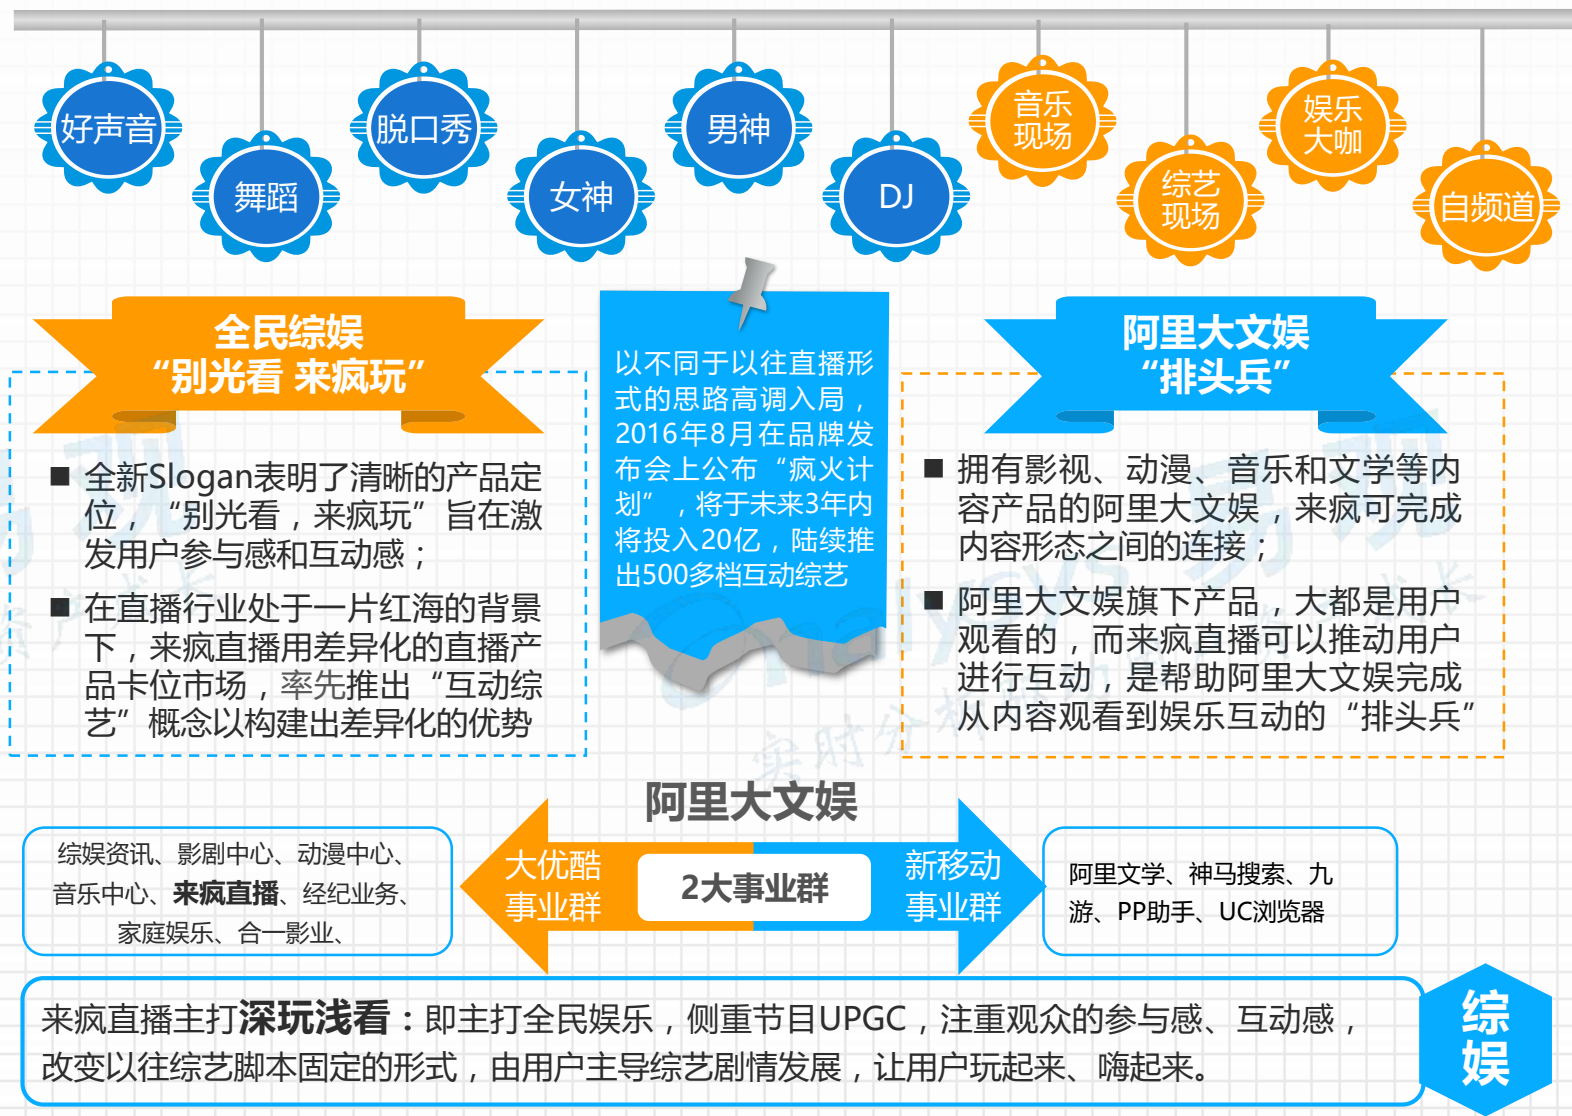 好声音
舞蹈
脱口秀
女神
男神
DJ
音乐
现场
综艺
现场
娱乐
大咖
自频道
全民综娱
“别光看 来疯玩”
■ 全新Slogan表明了清晰的产品定
位，“别光看，来疯玩”旨在激
发用户参与感和互动感；
■ 在直播行业处于一片红海的背景
下，来疯直播用差异化的直播产
品卡位市场，率先推出“互动综
艺”概念以构建出差异化的优势
以不同于以往直播形
式的思路高调入局，
2016年8月在品牌发
布会上公布“疯火计
划”，将于未来3年内
将投入20亿，陆续推
出500多档互动综艺
阿里大文娱
“排头兵”
■ 拥有影视、动漫、音乐和文学等内
容产品的阿里大文娱，来疯可完成
内容形态之间的连接；
■ 阿里大文娱旗下产品，大都是用户
观看的，而来疯直播可以推动用户
进行互动，是帮助阿里大文娱完成
从内容观看到娱乐互动的“排头兵”
阿里大文娱
综娱资讯、影剧中心、动漫中心、
音乐中心、来疯直播、经纪业务、
家庭娱乐、合一影业、
大优酷
事业群
2大事业群
新移动
事业群
阿里文学、神马搜索、九
游、PP助手、UC浏览器
来疯直播主打深玩浅看：即主打全民娱乐，侧重节目UPGC，注重观众的参与感、互动感，
改变以往综艺脚本固定的形式，由用户主导综艺剧情发展，让用户玩起来、嗨起来。
综
娱